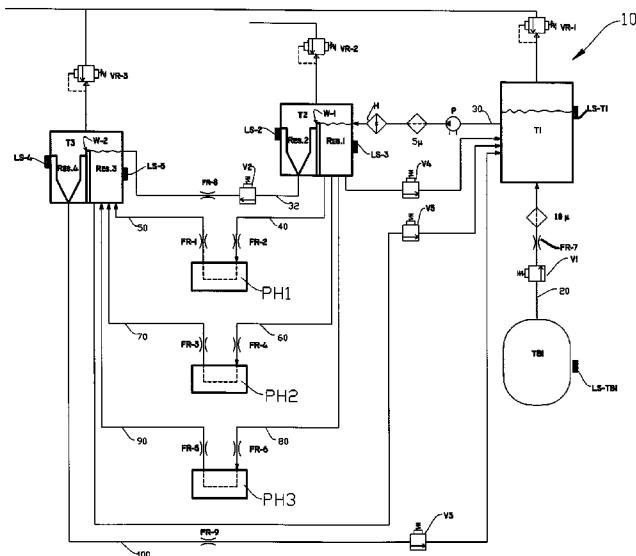 VR-1
10
VR-2
VR-3
T2
W-1
H
P
30
LS-T1
T1
T3
W-2
LS-2
Res.2
Res.1
LS-3
5μ
LS-4
Res.4
Res.3
LS-5
V2
V4
FR-8
32
V5
50
40
18 μ
FR-1
FR-2
FR-7
PH1
V1
20
70
60
TB1
FR-3
FR-4
LS-TB1
PH2
90
80
FR-5
FR-6
PH3
V3
FR-9
100